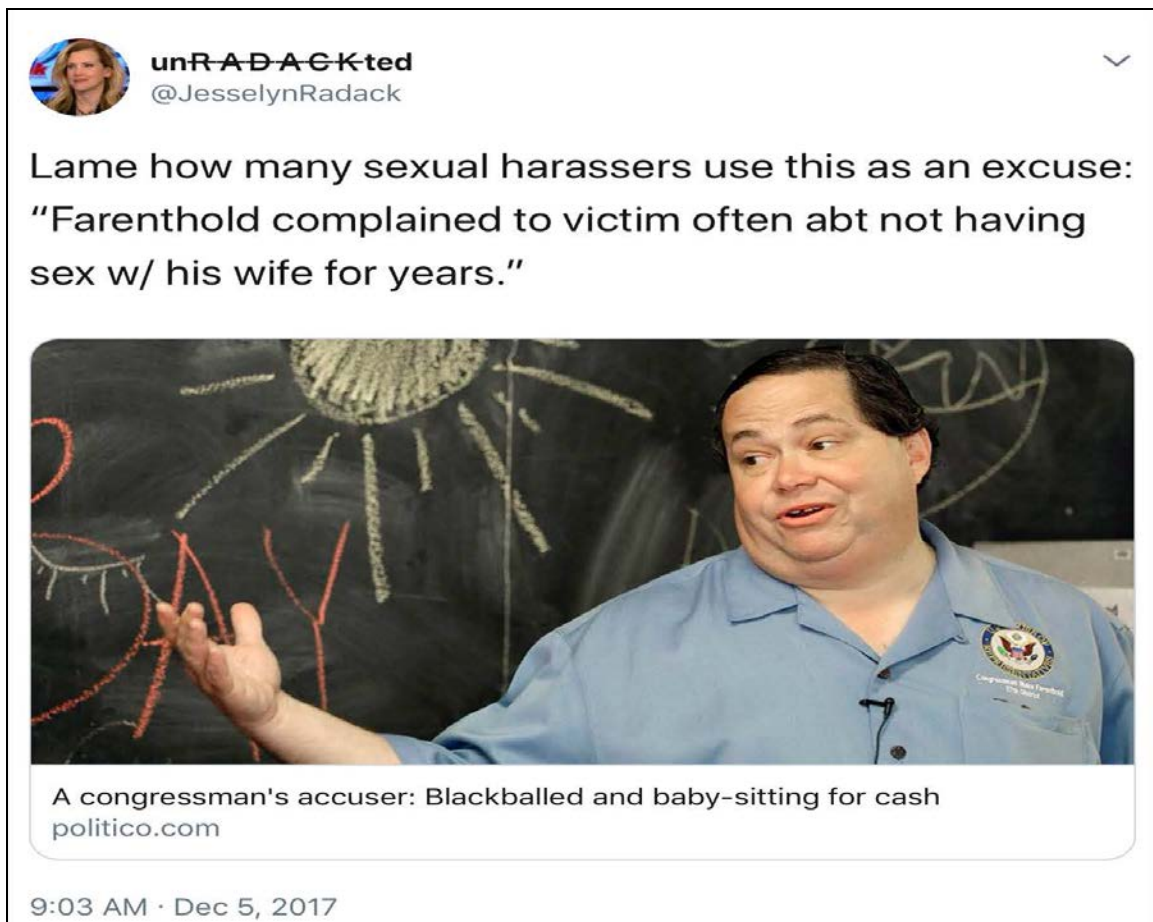 unRADACKted
@JesselynRadack
Lame how many sexual harassers use this as an excuse:
“Farenthold complained to victim often abt not having
sex w/ his wife for years.”
A congressman's accuser: Blackballed and baby-sitting for cash
politico.com
9:03 AM · Dec 5, 2017